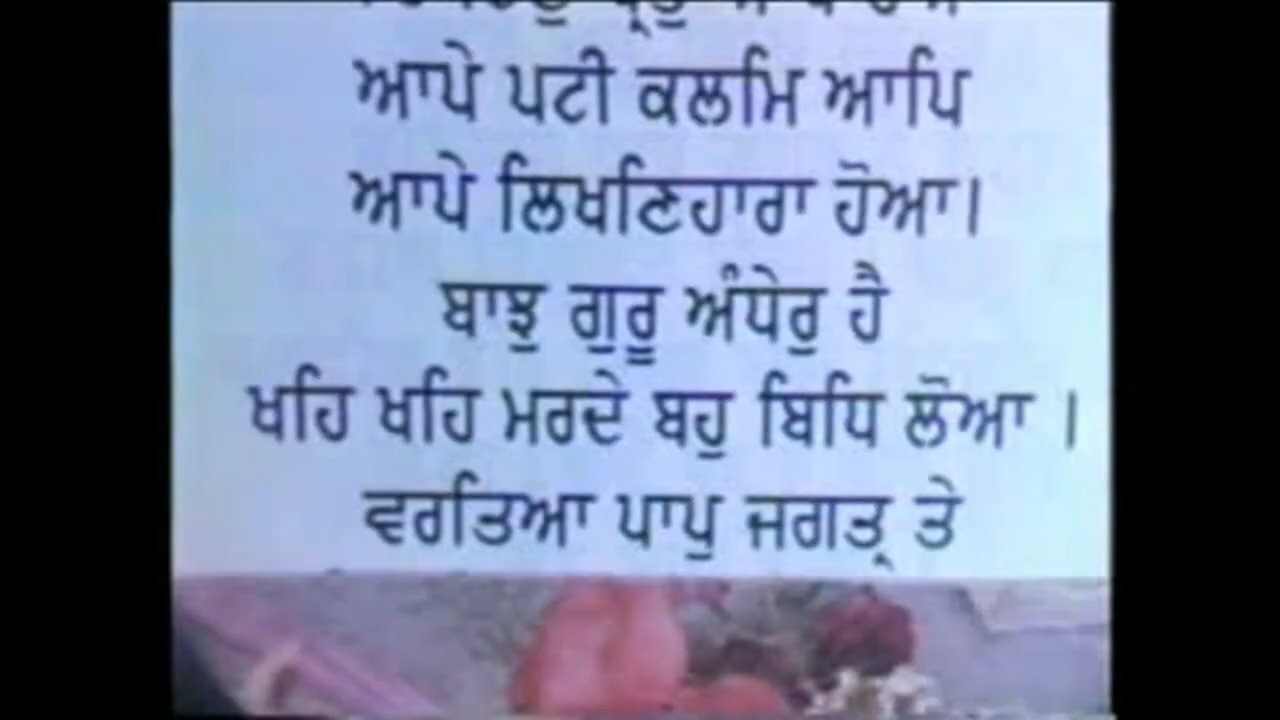 ਆਪੇ ਪਟੀ ਕਲਮਿ ਆਪਿ
ਆਪੇ ਲਿਖਣਿਹਾਰਾ ਹੋਆ।
ਬਾਝੁ ਗੁਰੂ ਅੰਧੇਰੁ ਹੈ
ਖਹਿ ਖਹਿ ਮਰਦੇ ਬਹੁ ਬਿਧਿ ਲੋਆ ।
ਵਰਤਿਆ ਪਾਪੁ ਜਗਤ੍ਰ ਤੇ